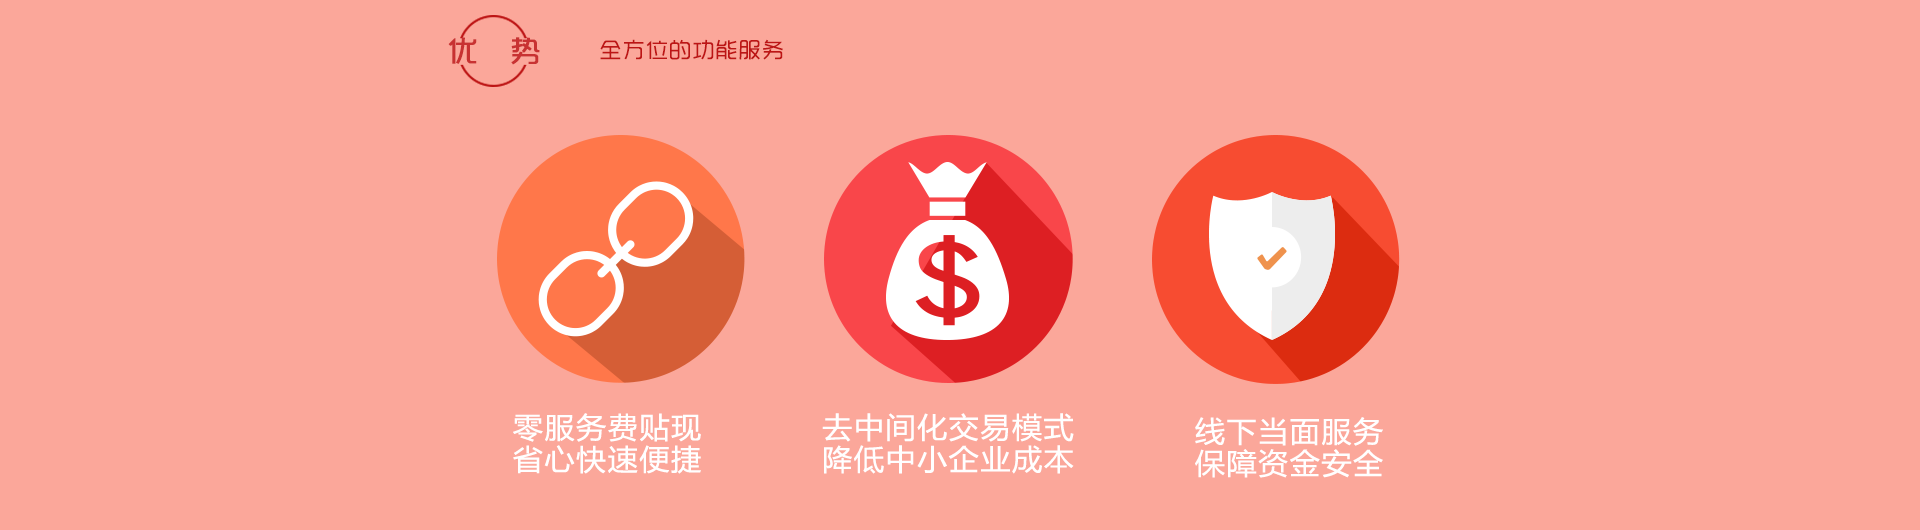 优 势
全方位的功能服务
零服务费贴现
省心快速便捷
去中间化交易模式
降低中小企业成本
线下当面服务
保障资金安全